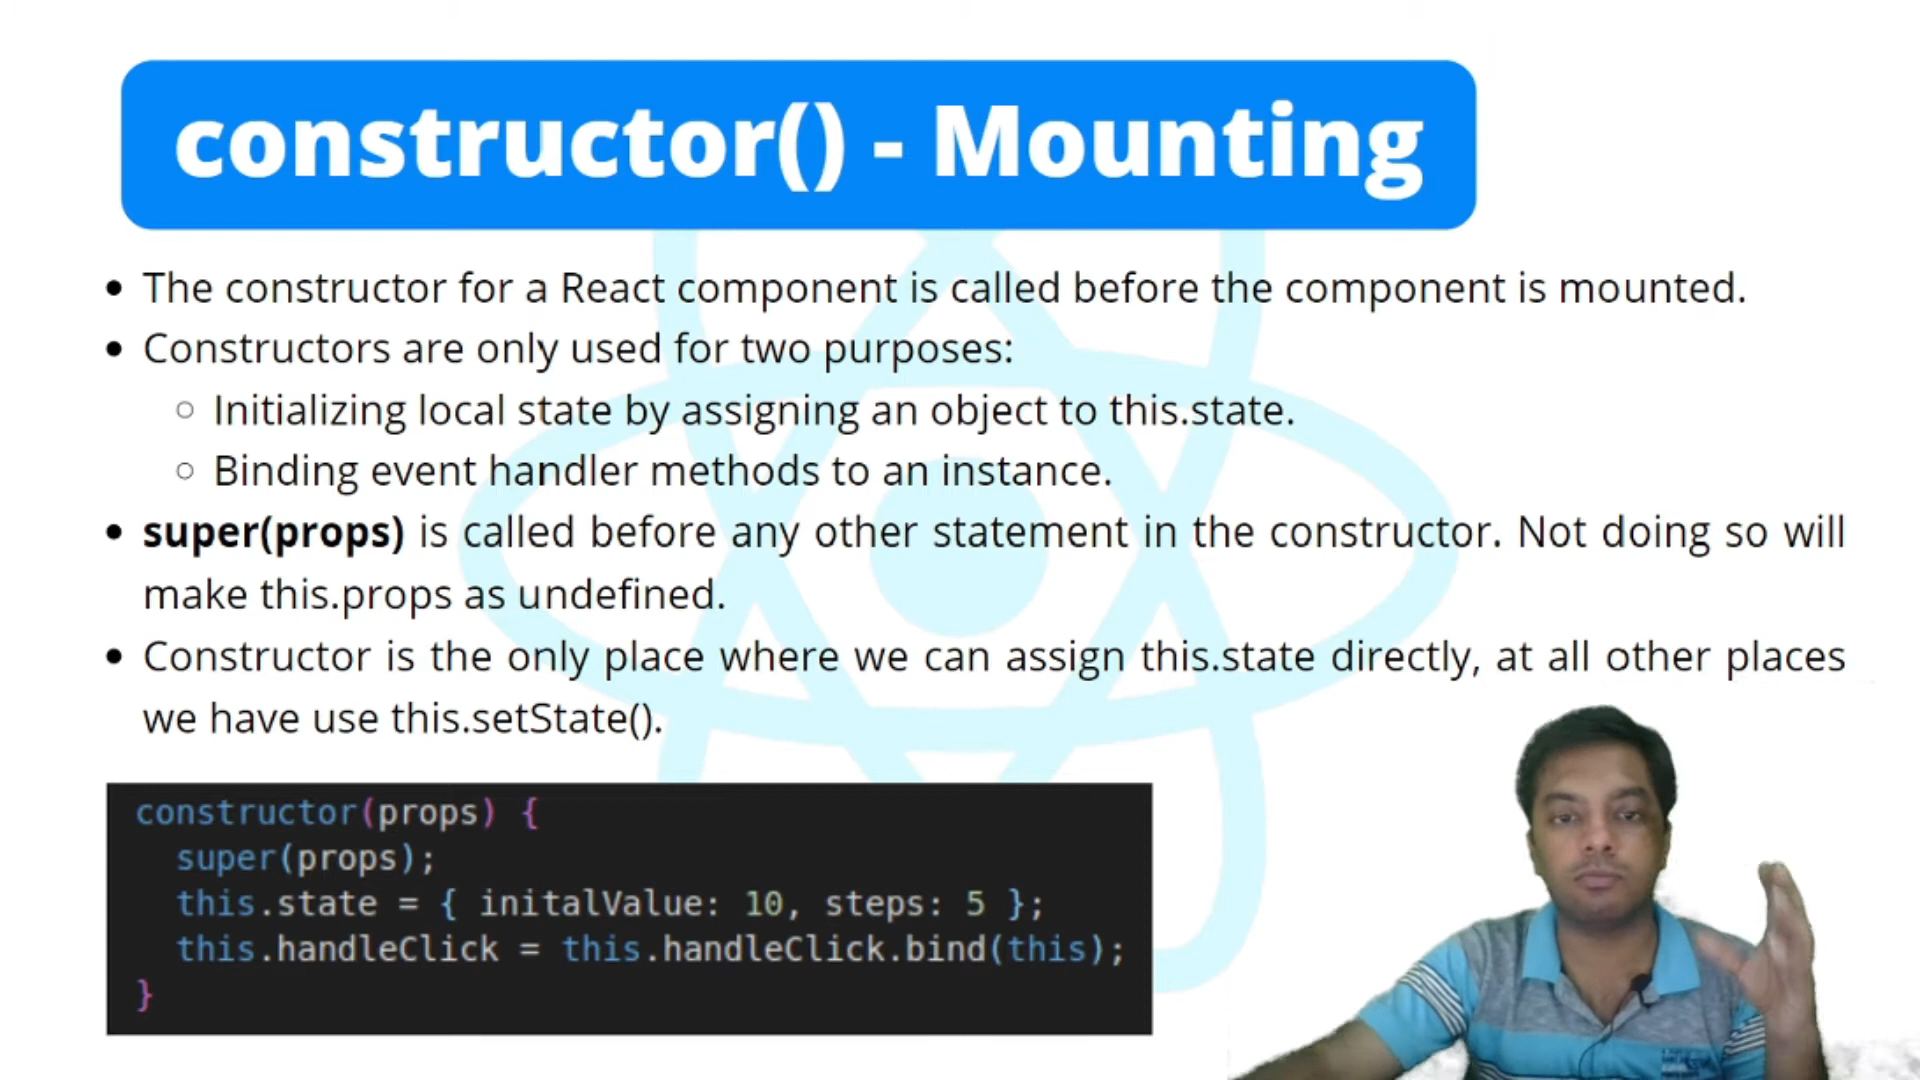 constructor() - Mounting
• The constructor for a React component is called before the component is mounted.
• Constructors are only used for two purposes:
○ Initializing local state by assigning an object to this.state.
○ Binding event handler methods to an instance.
• super(props) is called before any other statement in the constructor. Not doing so will
make this.props as undefined.
• Constructor is the only place where we can assign this.state directly, at all other places
we have use this.setState().
constructor(props) {
super(props);
this.state = { initalValue: 10, steps: 5 };
this.handleClick = this.handleClick.bind(this);
}